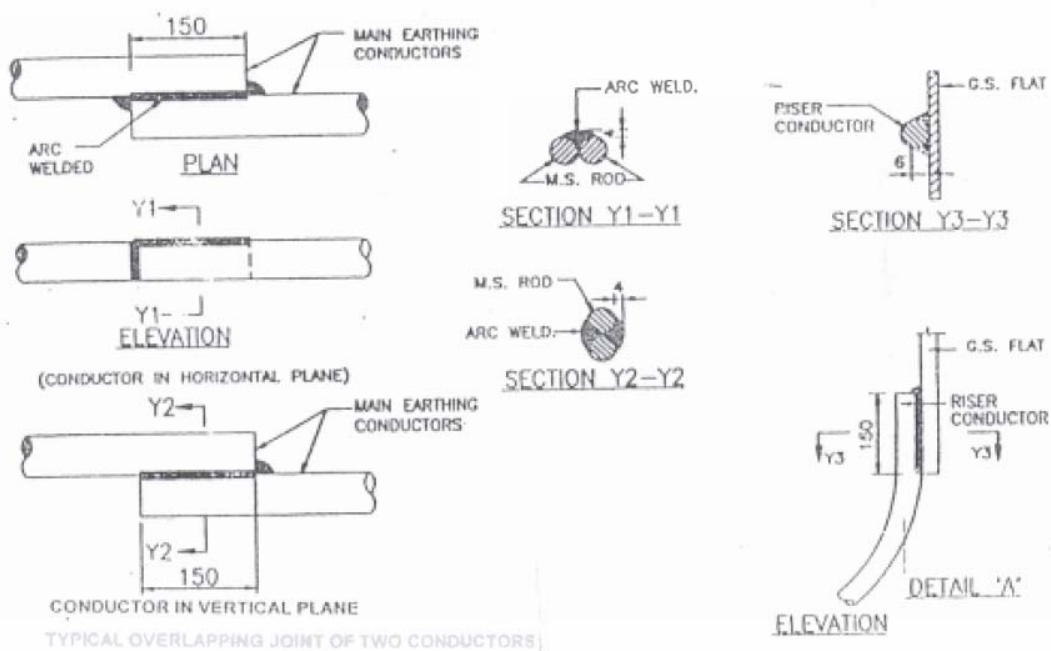 150
MAIN EARTHING
CONDUCTORS
ARC
WELDED
PLAN
Y1
Y1
ELEVATION
(CONDUCTOR IN HORIZONTAL PLANE)
Y2
MAIN EARTHING
CONDUCTORS
Y2
150
CONDUCTOR IN VERTICAL PLANE
TYPICAL OVERLAPPING JOINT OF TWO CONDUCTORS
ARC WELD.
4
M.S. ROD
SECTION Y1-Y1
M.S. ROD
4
ARC WELD.
SECTION Y2-Y2
G.S. FLAT
RISER
CONDUCTOR
6
SECTION Y3-Y3
G.S. FLAT
RISER
CONDUCTOR
150
Y3
Y3
DETAIL 'A'
ELEVATION